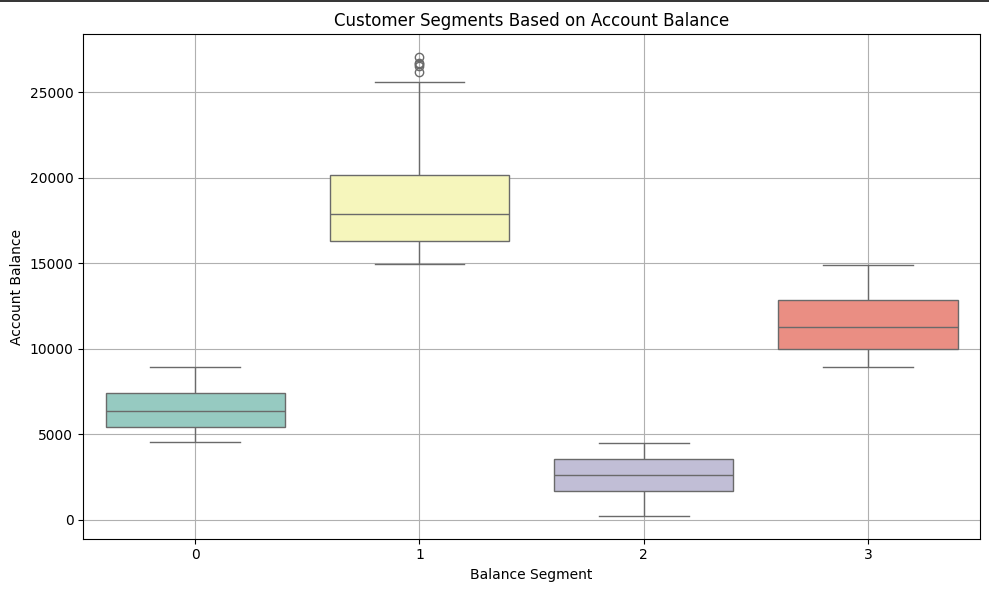 Customer Segments Based on Account Balance
Account Balance
25000
20000
15000
10000
5000
0
0 1 2 3
Balance Segment